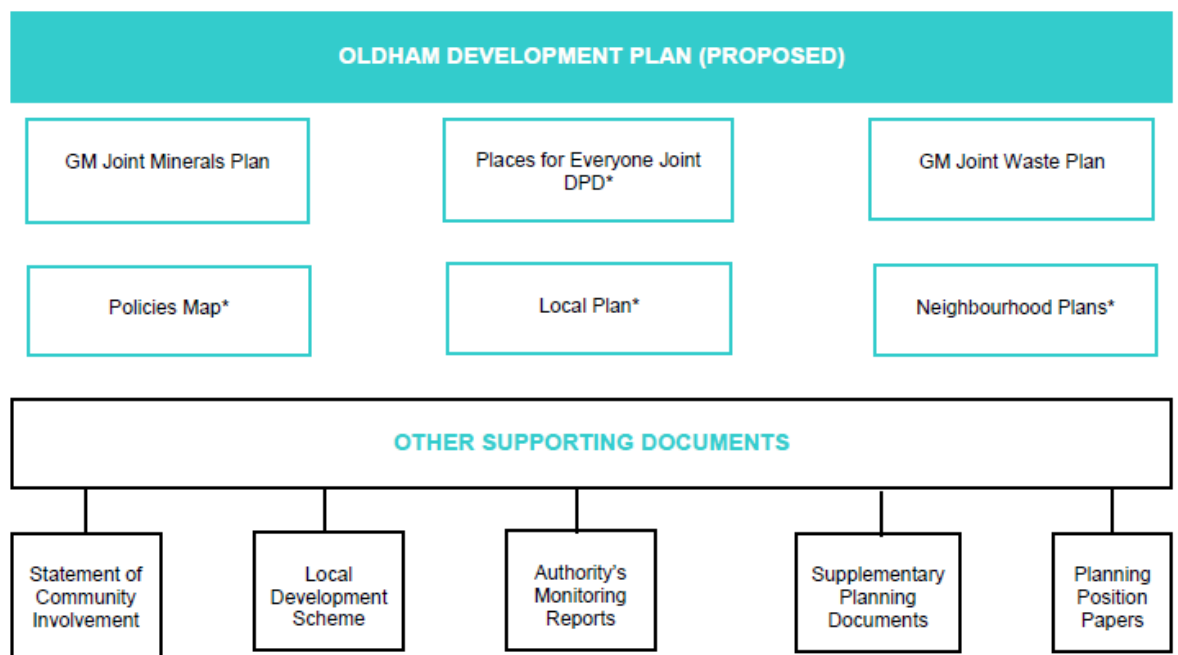 OLDHAM DEVELOPMENT PLAN (PROPOSED)
GM Joint Minerals Plan
Places for Everyone Joint
DPD*
GM Joint Waste Plan
Policies Map*
Local Plan*
Neighbourhood Plans*
OTHER SUPPORTING DOCUMENTS
Statement of
Community
Involvement
Local
Development
Scheme
Authority's
Monitoring
Reports
Supplementary
Planning
Documents
Planning
Position
Papers